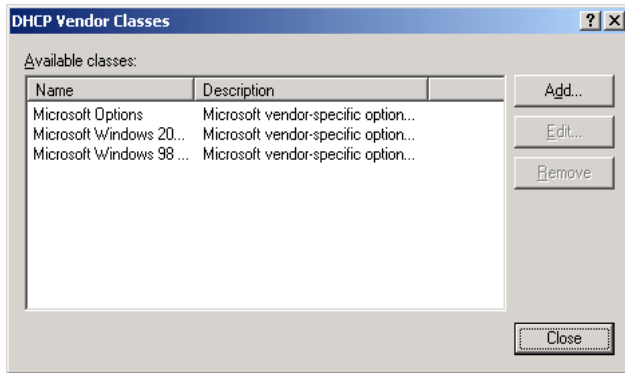 DHCP Vendor Classes
Available classes:
Name Description
Microsoft Options Microsoft vendor-specific option...
Microsoft Windows 20... Microsoft vendor-specific option...
Microsoft Windows 98 ... Microsoft vendor-specific option...
Add...
Edit...
Remove
Close